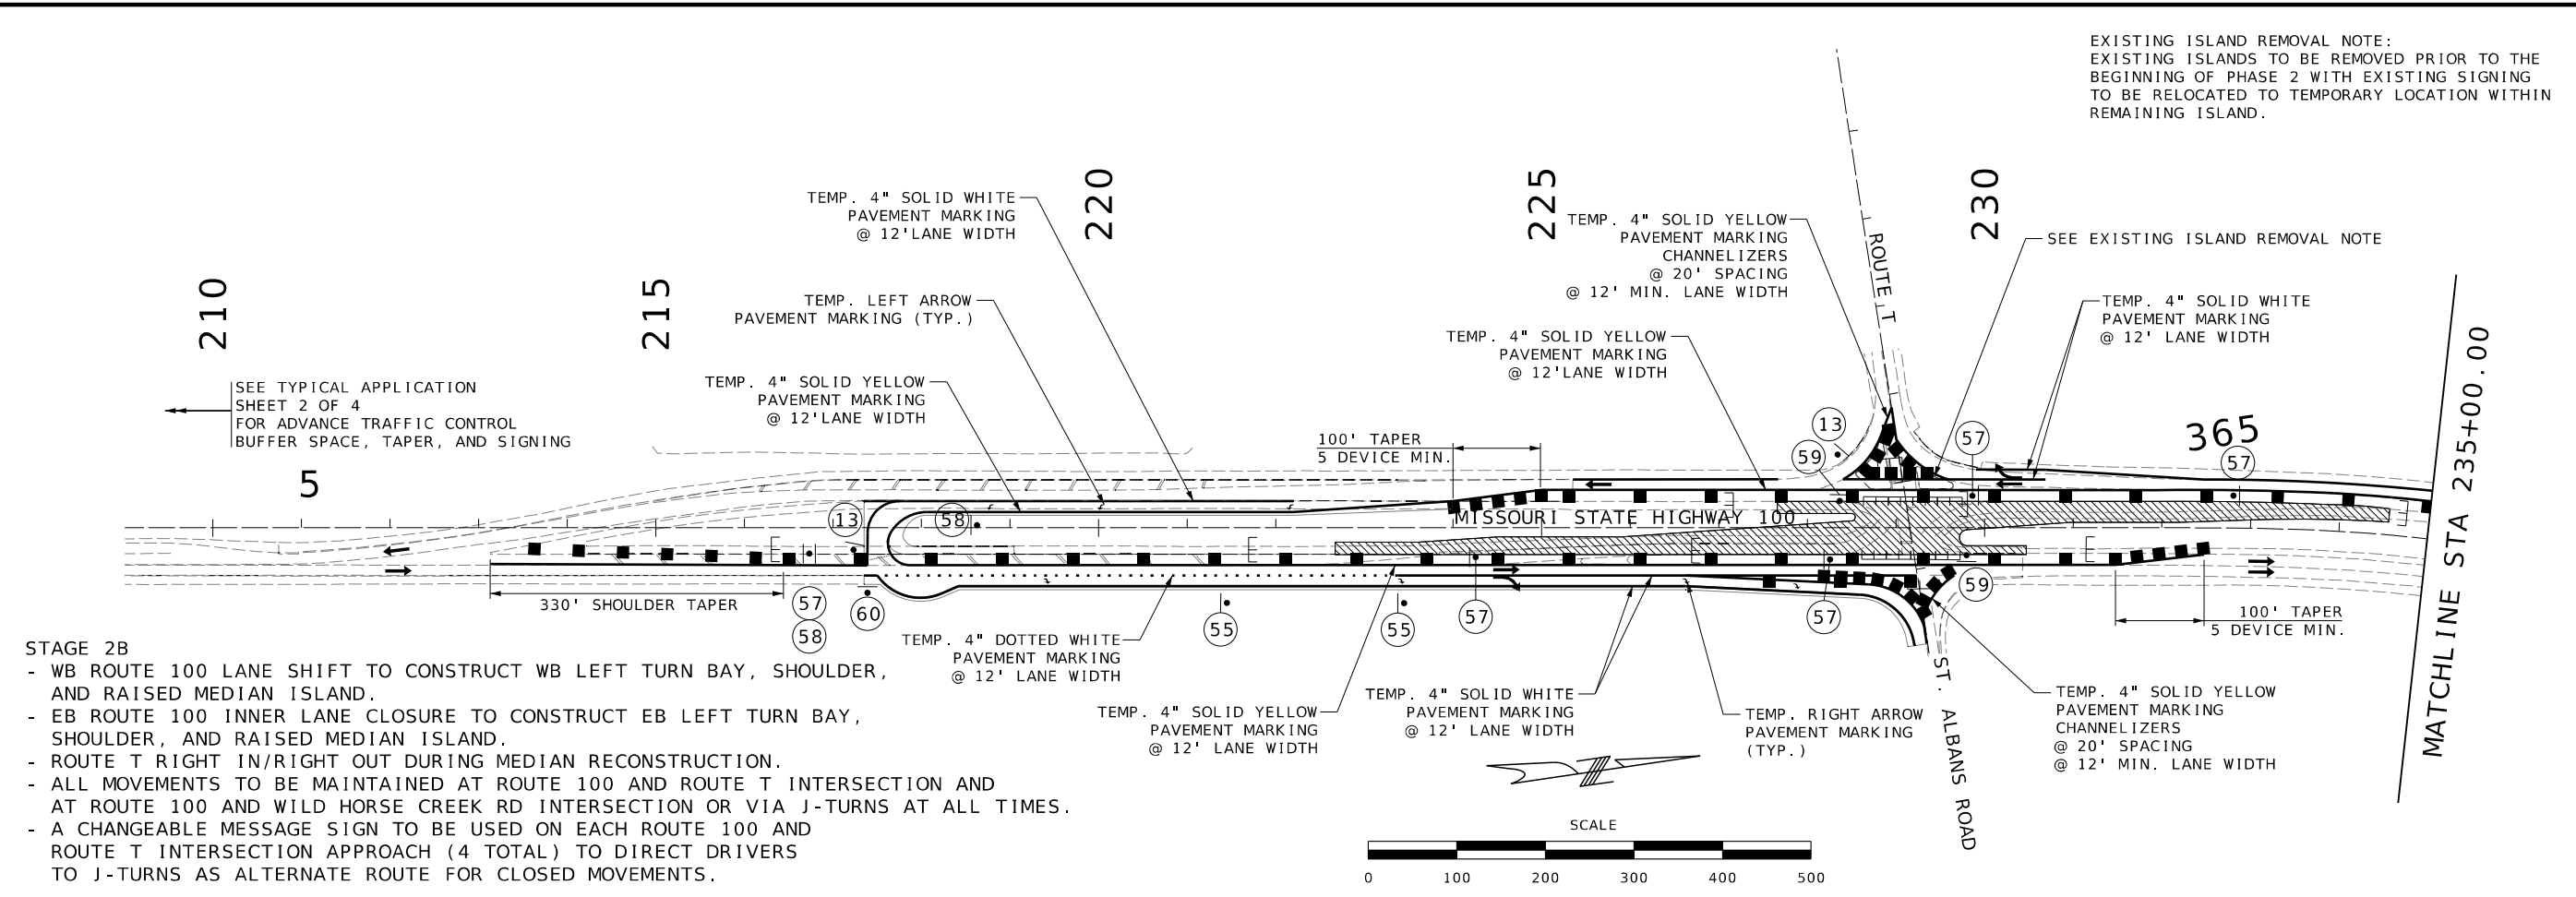 EXISTING ISLAND REMOVAL NOTE:
EXISTING ISLANDS TO BE REMOVED PRIOR TO THE
BEGINNING OF PHASE 2 WITH EXISTING SIGNING
TO BE RELOCATED TO TEMPORARY LOCATION WITHIN
REMAINING ISLAND.
210
215
220
225
230
TEMP. 4" SOLID WHITE
PAVEMENT MARKING
@ 12'LANE WIDTH
TEMP. LEFT ARROW
PAVEMENT MARKING (TYP.)
TEMP. 4" SOLID YELLOW
PAVEMENT MARKING
@ 12'LANE WIDTH
TEMP. 4" SOLID YELLOW
PAVEMENT MARKING
CHANNELIZERS
@ 20' SPACING
@ 12' MIN. LANE WIDTH
TEMP. 4" SOLID YELLOW
PAVEMENT MARKING
@ 12'LANE WIDTH
ROUTE T
SEE EXISTING ISLAND REMOVAL NOTE
TEMP. 4" SOLID WHITE
PAVEMENT MARKING
@ 12' LANE WIDTH
SEE TYPICAL APPLICATION
SHEET 2 OF 4
FOR ADVANCE TRAFFIC CONTROL
BUFFER SPACE, TAPER, AND SIGNING
100' TAPER
5 DEVICE MIN.
13
59
57
365
57
MATCHLINE STA 235+00.00
5
13
58
MISSOURI STATE HIGHWAY 100
330' SHOULDER TAPER
57
58
60
55
55
57
57
59
100' TAPER
5 DEVICE MIN.
TEMP. 4" DOTTED WHITE
PAVEMENT MARKING
@ 12' LANE WIDTH
TEMP. 4" SOLID YELLOW
PAVEMENT MARKING
@ 12' LANE WIDTH
TEMP. 4" SOLID WHITE
PAVEMENT MARKING
@ 12' LANE WIDTH
TEMP. RIGHT ARROW
PAVEMENT MARKING
(TYP.)
ST. ALBANS ROAD
TEMP. 4" SOLID YELLOW
PAVEMENT MARKING
CHANNELIZERS
@ 20' SPACING
@ 12' MIN. LANE WIDTH
STAGE 2B
- WB ROUTE 100 LANE SHIFT TO CONSTRUCT WB LEFT TURN BAY, SHOULDER,
AND RAISED MEDIAN ISLAND.
- EB ROUTE 100 INNER LANE CLOSURE TO CONSTRUCT EB LEFT TURN BAY,
SHOULDER, AND RAISED MEDIAN ISLAND.
- ROUTE T RIGHT IN/RIGHT OUT DURING MEDIAN RECONSTRUCTION.
- ALL MOVEMENTS TO BE MAINTAINED AT ROUTE 100 AND ROUTE T INTERSECTION AND
AT ROUTE 100 AND WILD HORSE CREEK RD INTERSECTION OR VIA J-TURNS AT ALL TIMES.
- A CHANGEABLE MESSAGE SIGN TO BE USED ON EACH ROUTE 100 AND
ROUTE T INTERSECTION APPROACH (4 TOTAL) TO DIRECT DRIVERS
TO J-TURNS AS ALTERNATE ROUTE FOR CLOSED MOVEMENTS.
SCALE
0 100 200 300 400 500